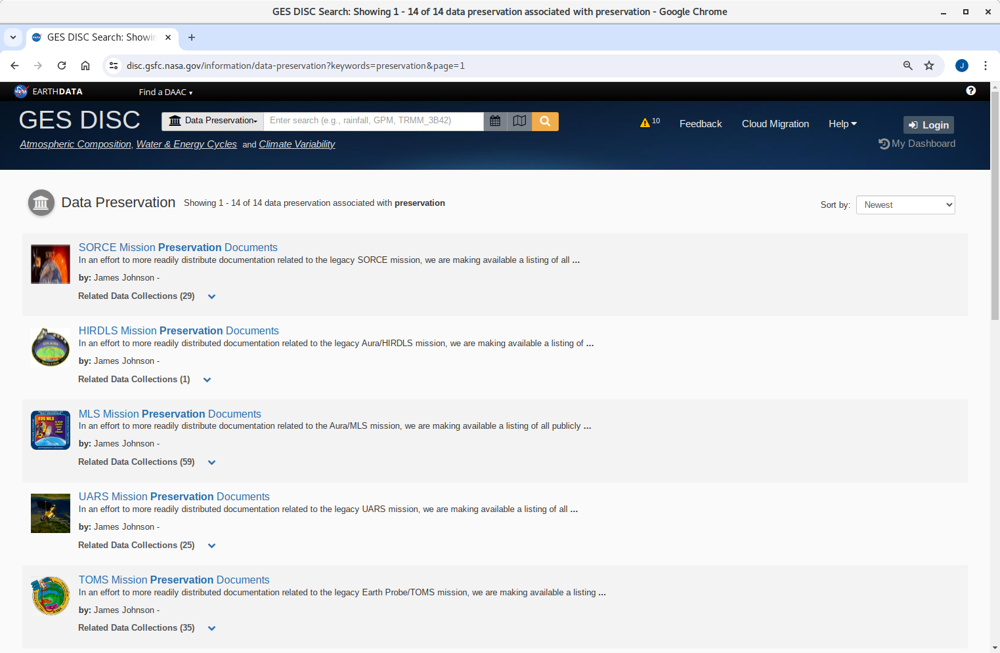 GES DISC Search: Showing 1 - 14 of 14 data preservation associated with preservation - Google Chrome
GES DISC Search: Showin
disc.gsfc.nasa.gov/information/data-preservation?keywords=preservation&page=1
J
EARTHDATA
Find a DAAC ▾
GES DISC
Data Preservation
Enter search (e.g., rainfall, GPM, TRMM_3B42)
10
Feedback
Cloud Migration
Help
Login
Atmospheric Composition, Water & Energy Cycles and Climate Variability
My Dashboard
Data Preservation
Showing 1 - 14 of 14 data preservation associated with preservation
Sort by:
Newest
SORCE Mission Preservation Documents
In an effort to more readily distribute documentation related to the legacy SORCE mission, we are making available a listing of all ...
by: James Johnson -
Related Data Collections (29)
HIRDLS Mission Preservation Documents
In an effort to more readily distributed documentation related to the legacy Aura/HIRDLS mission, we are making available a listing of ...
by: James Johnson -
Related Data Collections (1)
EOS MLS
MLS Mission Preservation Documents
In an effort to more readily distribute documentation related to the Aura/MLS mission, we are making available a listing of all publicly ...
by: James Johnson -
Related Data Collections (59)
UARS Mission Preservation Documents
In an effort to more readily distributed documentation related to the legacy UARS mission, we are making available a listing of all ...
by: James Johnson -
Related Data Collections (25)
TOMS Mission Preservation Documents
In an effort to more readily distributed documentation related to the legacy Earth Probe/TOMS mission, we are making available a listing ...
by: James Johnson -
Related Data Collections (35)